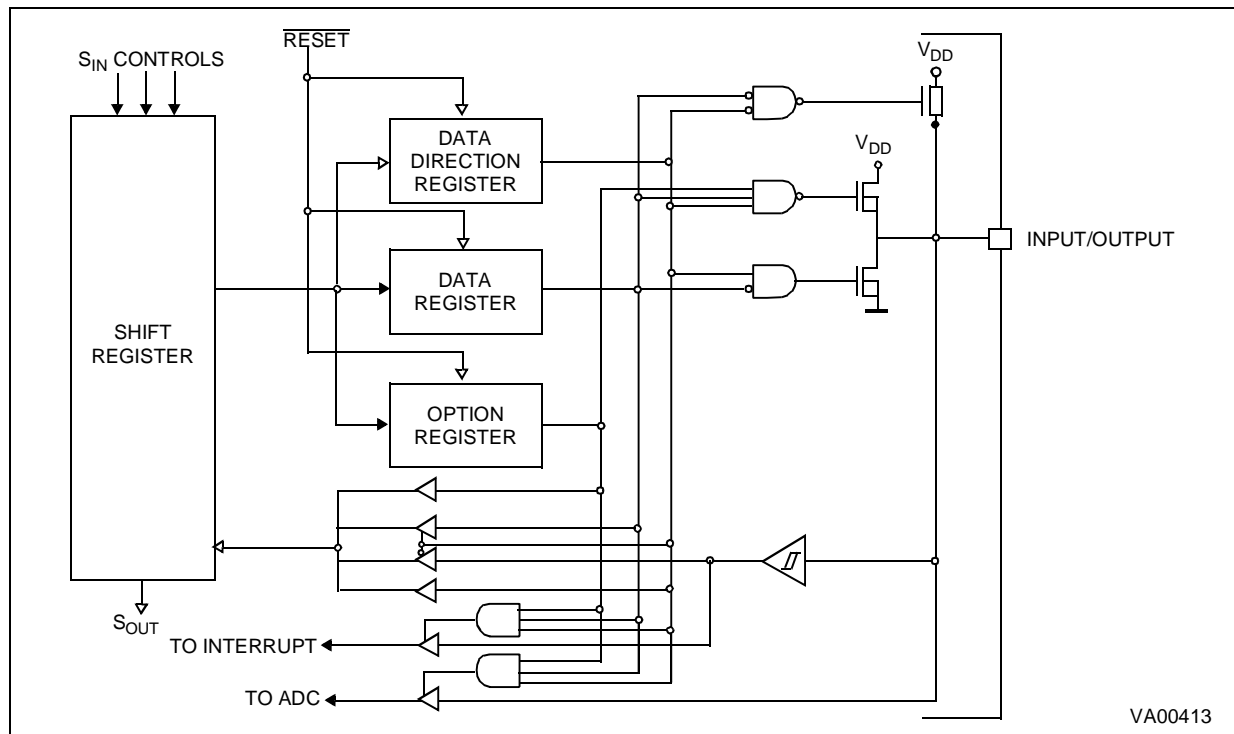 RESET
S_IN CONTROLS
V_DD
DATA
DIRECTION
REGISTER
V_DD
INPUT/OUTPUT
DATA
REGISTER
SHIFT
REGISTER
OPTION
REGISTER
S_OUT
TO INTERRUPT
TO ADC
VA00413